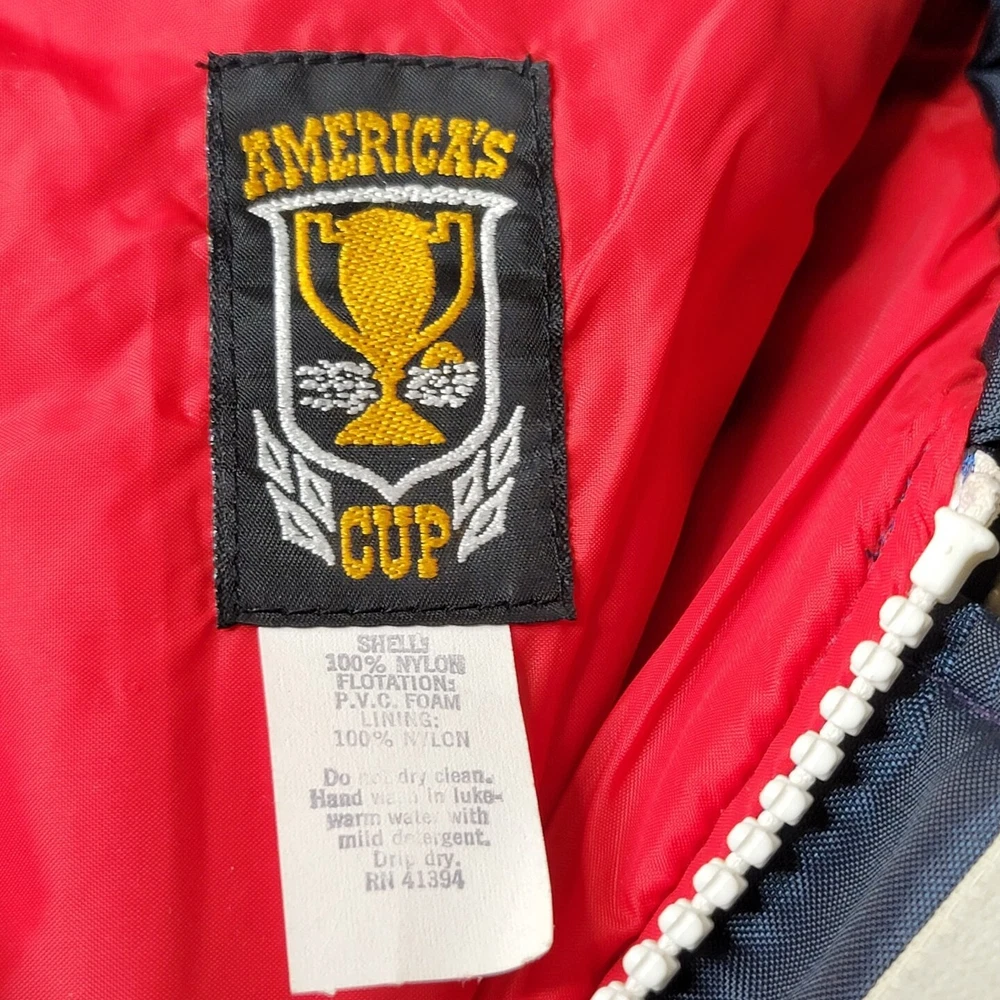 AMERICA'S
CUP
SHELL:
100% NYLON
FLOTATION:
P.V.C. FOAM
LINING:
100% NYLON
Do not dry clean.
Hand wash in luke-
warm water with
mild detergent.
Drip dry.
RN 41394